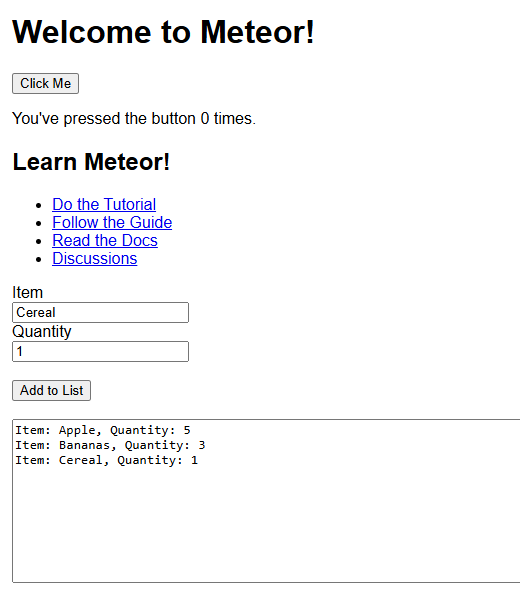 Welcome to Meteor!
Click Me
You've pressed the button 0 times.
Learn Meteor!
Do the Tutorial
Follow the Guide
Read the Docs
Discussions
Item
Cereal
Quantity
1
Add to List
Item: Apple, Quantity: 5
Item: Bananas, Quantity: 3
Item: Cereal, Quantity: 1